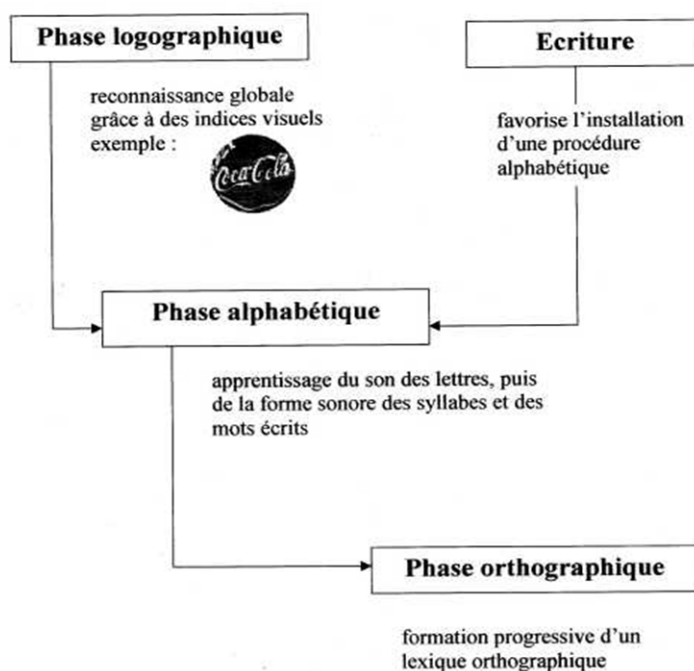 Phase logographique
Ecriture
reconnaissance globale
grâce à des indices visuels
exemple :
Coca-Cola
favorise l'installation
d'une procédure
alphabétique
Phase alphabétique
apprentissage du son des lettres, puis
de la forme sonore des syllabes et des
mots écrits
Phase orthographique
formation progressive d'un
lexique orthographique